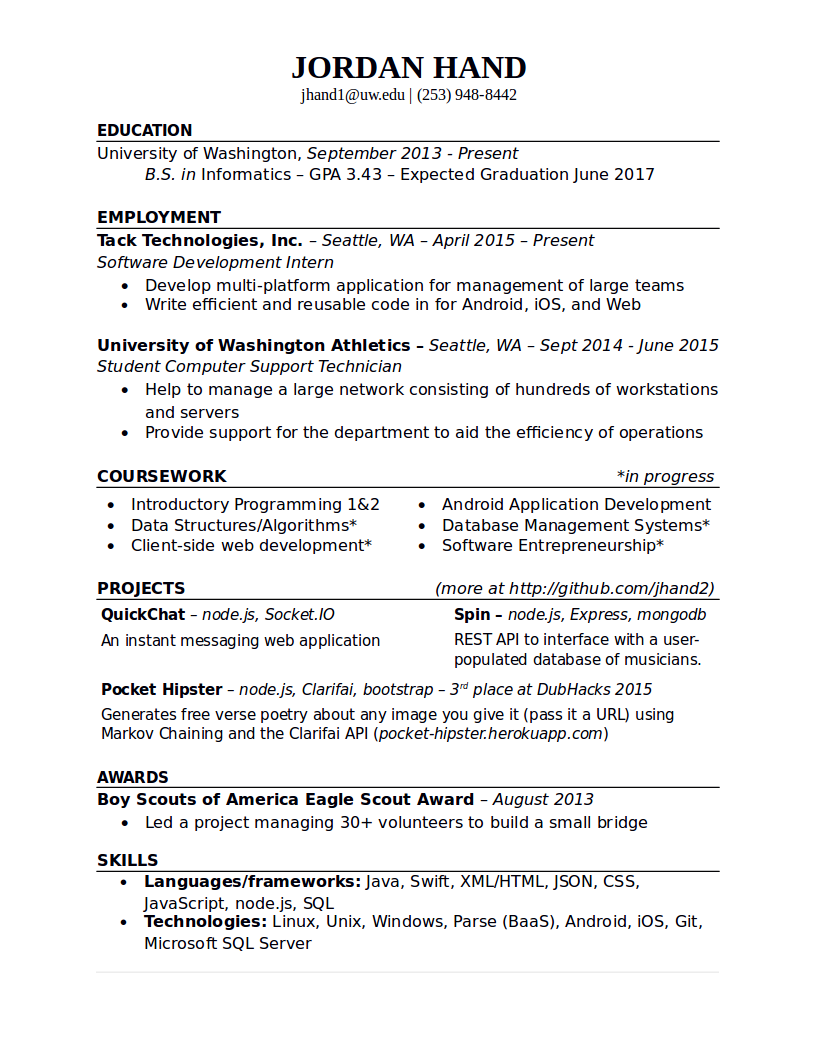 JORDAN HAND
jhand1@uw.edu | (253) 948-8442
EDUCATION
University of Washington, September 2013 - Present
B.S. in Informatics – GPA 3.43 – Expected Graduation June 2017
EMPLOYMENT
Tack Technologies, Inc. – Seattle, WA – April 2015 – Present
Software Development Intern
• Develop multi-platform application for management of large teams
• Write efficient and reusable code in for Android, iOS, and Web
University of Washington Athletics – Seattle, WA – Sept 2014 - June 2015
Student Computer Support Technician
• Help to manage a large network consisting of hundreds of workstations
and servers
• Provide support for the department to aid the efficiency of operations
COURSEWORK *in progress
• Introductory Programming 1&2
• Data Structures/Algorithms*
• Client-side web development*
• Android Application Development
• Database Management Systems*
• Software Entrepreneurship*
PROJECTS (more at http://github.com/jhand2)
QuickChat – node.js, Socket.IO
An instant messaging web application
Spin – node.js, Express, mongodb
REST API to interface with a user-
populated database of musicians.
Pocket Hipster – node.js, Clarifai, bootstrap – 3rd place at DubHacks 2015
Generates free verse poetry about any image you give it (pass it a URL) using
Markov Chaining and the Clarifai API (pocket-hipster.herokuapp.com)
AWARDS
Boy Scouts of America Eagle Scout Award – August 2013
• Led a project managing 30+ volunteers to build a small bridge
SKILLS
• Languages/frameworks: Java, Swift, XML/HTML, JSON, CSS,
JavaScript, node.js, SQL
• Technologies: Linux, Unix, Windows, Parse (BaaS), Android, iOS, Git,
Microsoft SQL Server